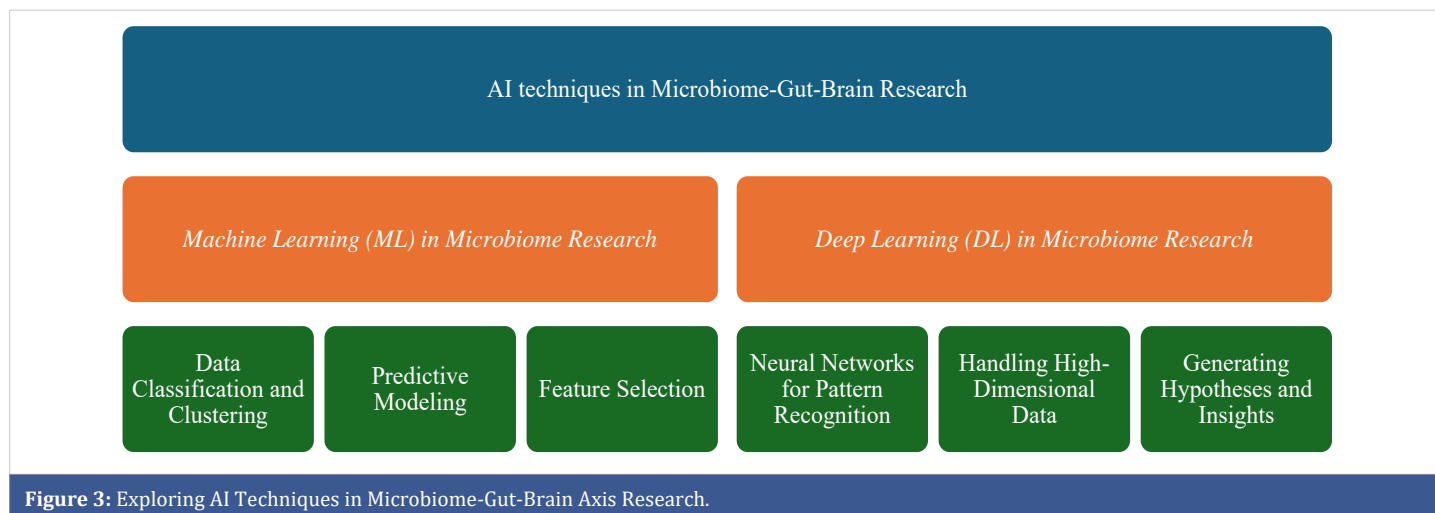 AI techniques in Microbiome-Gut-Brain Research
Machine Learning (ML) in Microbiome Research
Deep Learning (DL) in Microbiome Research
Data
Classification and
Clustering
Predictive
Modeling
Feature Selection
Neural Networks
for Pattern
Recognition
Handling High-
Dimensional
Data
Generating
Hypotheses and
Insights
Figure 3: Exploring AI Techniques in Microbiome-Gut-Brain Axis Research.